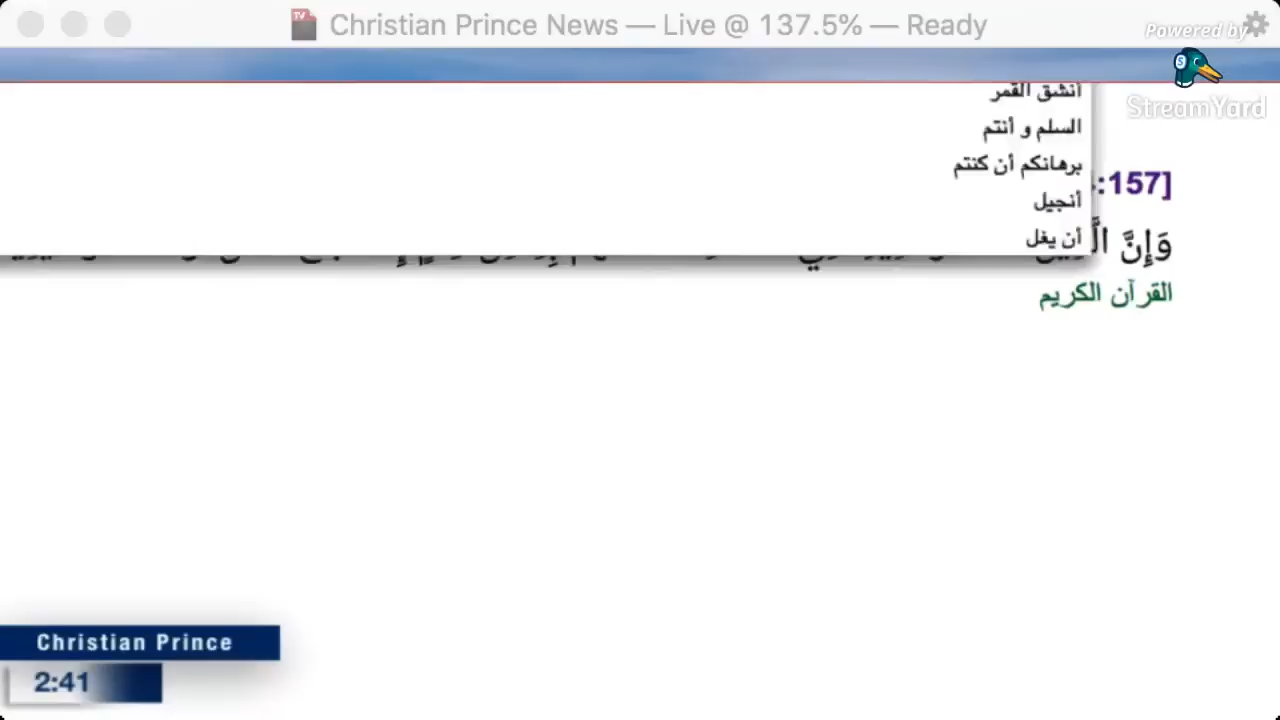 Christian Prince News — Live @ 137.5% — Ready
Powered by
StreamYard
أنشق القمر
السلم و أنتم
برهانكم أن كنتم
أنجيل
أن يغل
:157]
وَإِنَّ
القرآن الكريم
Christian Prince
2:41